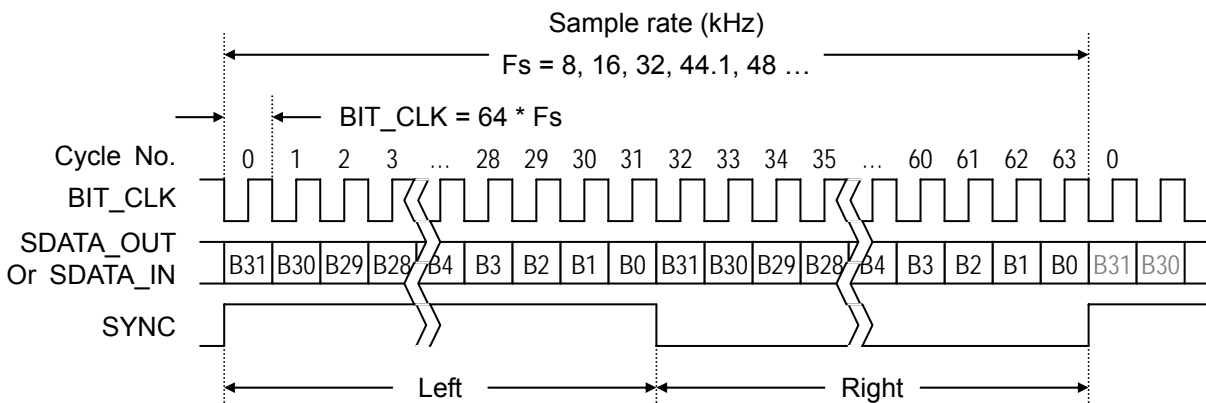 Sample rate (kHz)
Fs = 8, 16, 32, 44.1, 48 …
BIT_CLK = 64 * Fs
Cycle No. 0 1 2 3 … 28 29 30 31 32 33 34 35 … 60 61 62 63 0
BIT_CLK
SDATA_OUT
Or SDATA_IN B31 B30 B29 B28 B4 B3 B2 B1 B0 B31 B30 B29 B28 B4 B3 B2 B1 B0 B31 B30
SYNC
Left Right